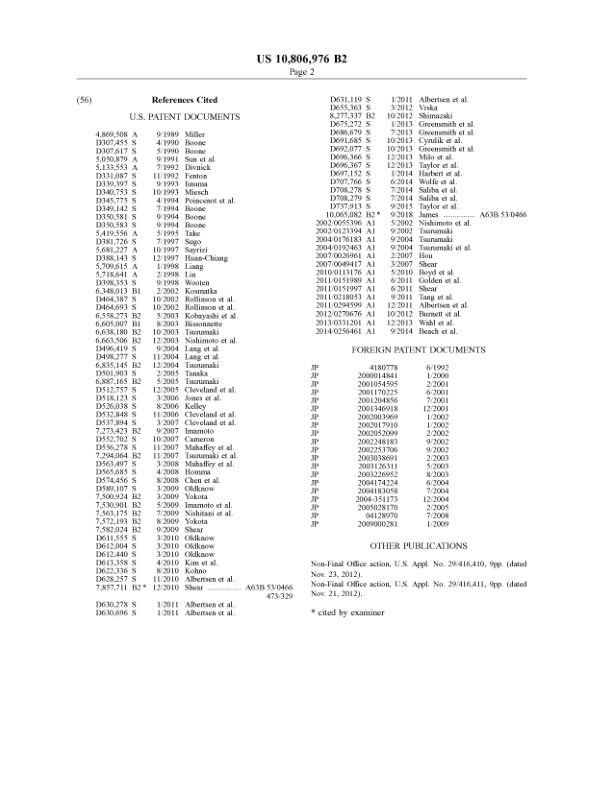 US 10,806,976 B2
Page 2
(56) References Cited
U.S. PATENT DOCUMENTS
4,869,508 A 9/1989 Miller
D307,455 S 4/1990 Boone
D307,617 S 5/1990 Boone
5,050,879 A 9/1991 Sun et al.
5,133,553 A 7/1992 Divnick
D331,087 S 11/1992 Fenton
D339,397 S 9/1993 Iinuma
D340,753 S 10/1993 Miesch
D345,775 S 4/1994 Poincenot et al.
D349,142 S 7/1994 Boone
D350,581 S 9/1994 Boone
D350,583 S 9/1994 Boone
5,419,556 A 5/1995 Take
D381,726 S 7/1997 Sugo
5,681,227 A 10/1997 Sayrizi
D388,143 S 12/1997 Huan-Chiang
5,709,615 A 1/1998 Liang
5,718,641 A 2/1998 Lin
D398,353 S 9/1998 Wooten
6,348,013 B1 2/2002 Kosmatka
D464,387 S 10/2002 Rollinson et al.
D464,693 S 10/2002 Rollinson et al.
6,558,273 B2 5/2003 Kobayashi et al.
6,605,007 B1 8/2003 Bissonnette
6,638,180 B2 10/2003 Tsurumaki
6,663,506 B2 12/2003 Nishimoto et al.
D496,419 S 9/2004 Lang et al.
D498,277 S 11/2004 Lang et al.
6,835,145 B2 12/2004 Tsurumaki
D501,903 S 2/2005 Tanaka
6,887,165 B2 5/2005 Tsurumaki
D512,757 S 12/2005 Cleveland et al.
D518,123 S 3/2006 Jones et al.
D526,038 S 8/2006 Kelley
D532,848 S 11/2006 Cleveland et al.
D537,894 S 3/2007 Cleveland et al.
7,273,423 B2 9/2007 Imamoto
D552,702 S 10/2007 Cameron
D556,278 S 11/2007 Mahaffey et al.
7,294,064 B2 11/2007 Tsurumaki et al.
D563,497 S 3/2008 Mahaffey et al.
D565,685 S 4/2008 Homma
D574,456 S 8/2008 Chen et al.
D589,107 S 3/2009 Oldknow
7,500,924 B2 3/2009 Yokota
7,530,901 B2 5/2009 Imamoto et al.
7,563,175 B2 7/2009 Nishitani et al.
7,572,193 B2 8/2009 Yokota
7,582,024 B2 9/2009 Shear
D611,555 S 3/2010 Oldknow
D612,004 S 3/2010 Oldknow
D612,440 S 3/2010 Oldknow
D613,358 S 4/2010 Kim et al.
D622,336 S 8/2010 Kohno
D628,257 S 11/2010 Albertsen et al.
7,857,711 B2 * 12/2010 Shear ................ A63B 53/0466
473/329
D630,278 S 1/2011 Albertsen et al.
D630,696 S 1/2011 Albertsen et al.
D631,119 S 1/2011 Albertsen et al.
D655,363 S 3/2012 Vrska
8,277,337 B2 10/2012 Shimazaki
D675,272 S 1/2013 Greensmith et al.
D686,679 S 7/2013 Greensmith et al.
D691,685 S 10/2013 Cyrulik et al.
D692,077 S 10/2013 Greensmith et al.
D696,366 S 12/2013 Milo et al.
D696,367 S 12/2013 Taylor et al.
D697,152 S 1/2014 Harbert et al.
D707,766 S 6/2014 Wolfe et al.
D708,278 S 7/2014 Saliba et al.
D708,279 S 7/2014 Saliba et al.
D737,913 S 9/2015 Taylor et al.
10,065,082 B2 * 9/2018 James ............... A63B 53/0466
2002/0055396 A1 5/2002 Nishimoto et al.
2002/0123394 A1 9/2002 Tsurumaki
2004/0176183 A1 9/2004 Tsurumaki
2004/0192463 A1 9/2004 Tsurumaki et al.
2007/0026961 A1 2/2007 Hou
2007/0049417 A1 3/2007 Shear
2010/0113176 A1 5/2010 Boyd et al.
2011/0151989 A1 6/2011 Golden et al.
2011/0151997 A1 6/2011 Shear
2011/0218053 A1 9/2011 Tang et al.
2011/0294599 A1 12/2011 Albertsen et al.
2012/0270676 A1 10/2012 Burnett et al.
2013/0331201 A1 12/2013 Wahl et al.
2014/0256461 A1 9/2014 Beach et al.
FOREIGN PATENT DOCUMENTS
JP 4180778 6/1992
JP 2000014841 1/2000
JP 2001054595 2/2001
JP 2001170225 6/2001
JP 2001204856 7/2001
JP 2001346918 12/2001
JP 2002003969 1/2002
JP 2002017910 1/2002
JP 2002052099 2/2002
JP 2002248183 9/2002
JP 2002253706 9/2002
JP 2003038691 2/2003
JP 2003126311 5/2003
JP 2003226952 8/2003
JP 2004174224 6/2004
JP 2004183058 7/2004
JP 2004-351173 12/2004
JP 2005028170 2/2005
JP 04128970 7/2008
JP 2009000281 1/2009
OTHER PUBLICATIONS
Non-Final Office action, U.S. Appl. No. 29/416,410, 9pp. (dated
Nov. 23, 2012).
Non-Final Office action, U.S. Appl. No. 29/416,411, 9pp. (dated
Nov. 21, 2012).
* cited by examiner